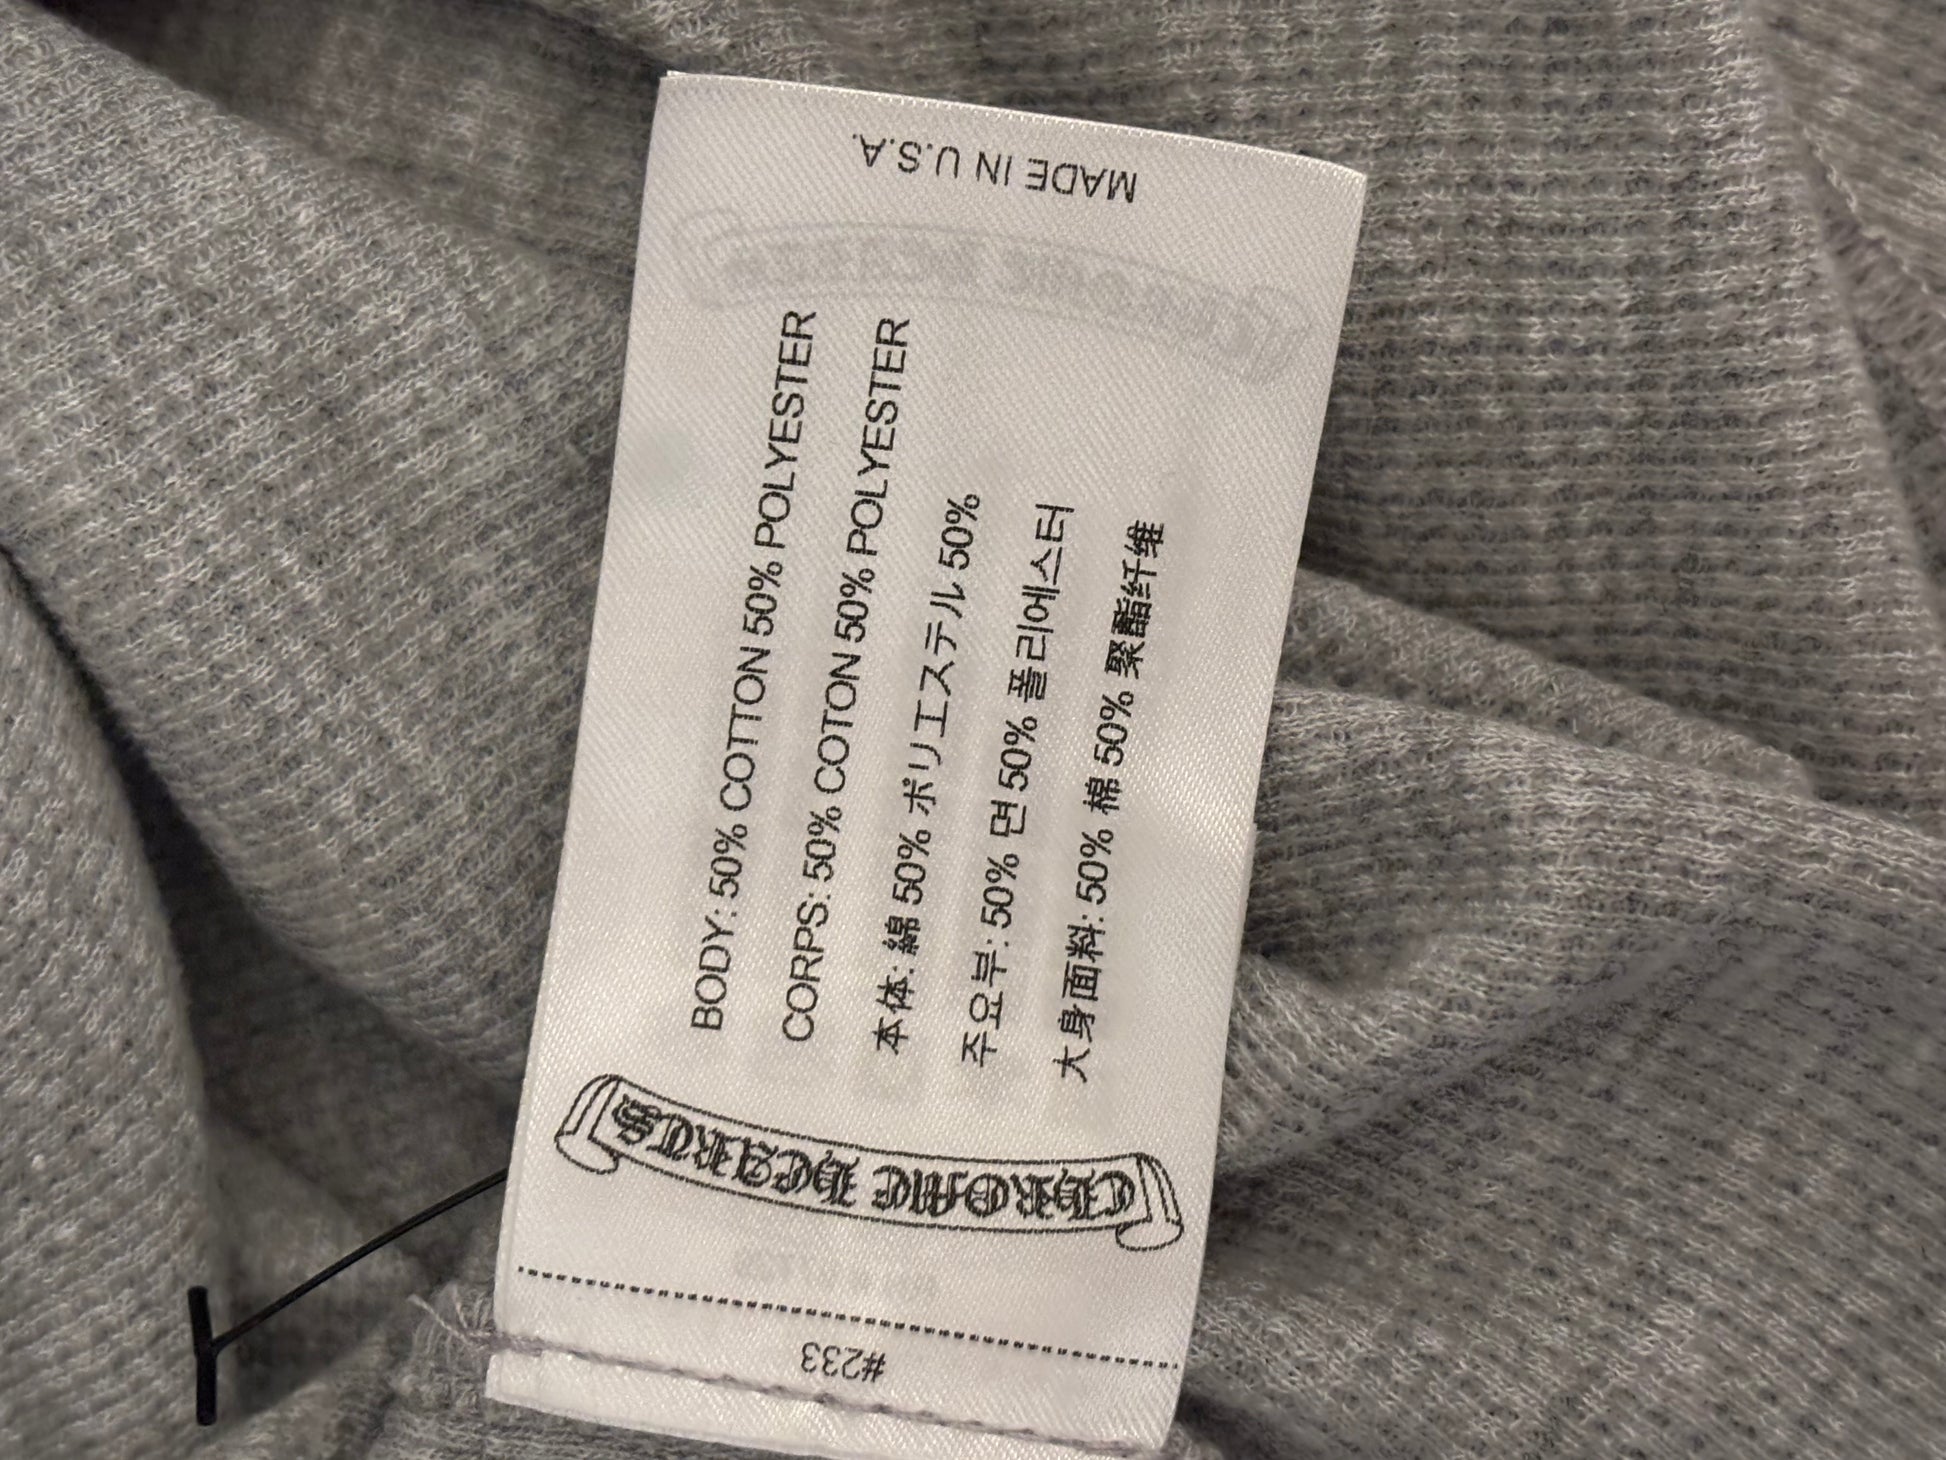 MADE IN U.S.A.
BODY: 50% COTTON 50% POLYESTER
CORPS: 50% COTON 50% POLYESTER
本体: 綿 50% ポリエステル 50%
주요부: 50% 면 50% 폴리에스터
大身面料: 50% 棉 50% 聚酯纤维
CHROME HEARTS
#233